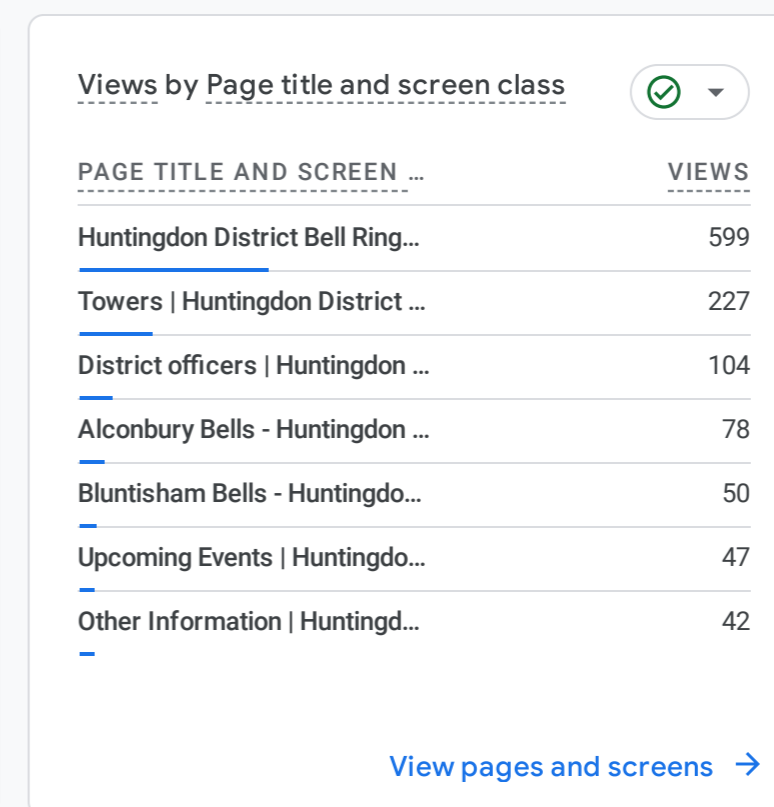 Views by Page title and screen class
PAGE TITLE AND SCREEN … VIEWS
Huntingdon District Bell Ring… 599
Towers | Huntingdon District … 227
District officers | Huntingdon … 104
Alconbury Bells - Huntingdon … 78
Bluntisham Bells - Huntingdo… 50
Upcoming Events | Huntingdo… 47
Other Information | Huntingd… 42
View pages and screens